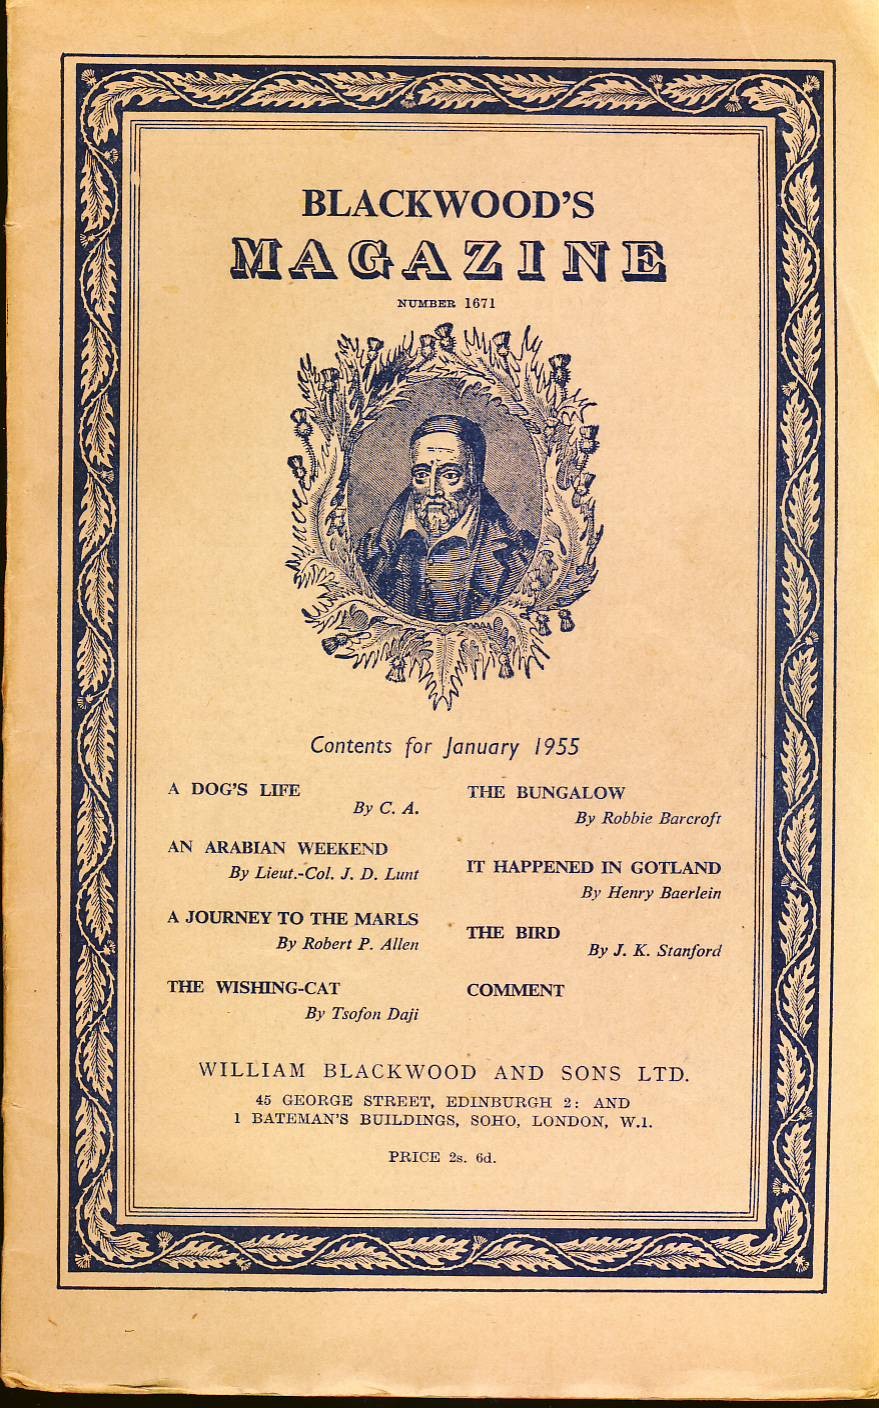 BLACKWOOD'S
MAGAZINE
NUMBER 1671
Contents for January 1955
A DOG'S LIFE
By C. A.
AN ARABIAN WEEKEND
By Lieut.-Col. J. D. Lunt
A JOURNEY TO THE MARLS
By Robert P. Allen
THE WISHING-CAT
By Tsofon Daji
THE BUNGALOW
By Robbie Barcroft
IT HAPPENED IN GOTLAND
By Henry Baerlein
THE BIRD
By J. K. Stanford
COMMENT
WILLIAM BLACKWOOD AND SONS LTD.
45 GEORGE STREET, EDINBURGH 2: AND
1 BATEMAN'S BUILDINGS, SOHO, LONDON, W.1.
PRICE 2s. 6d.